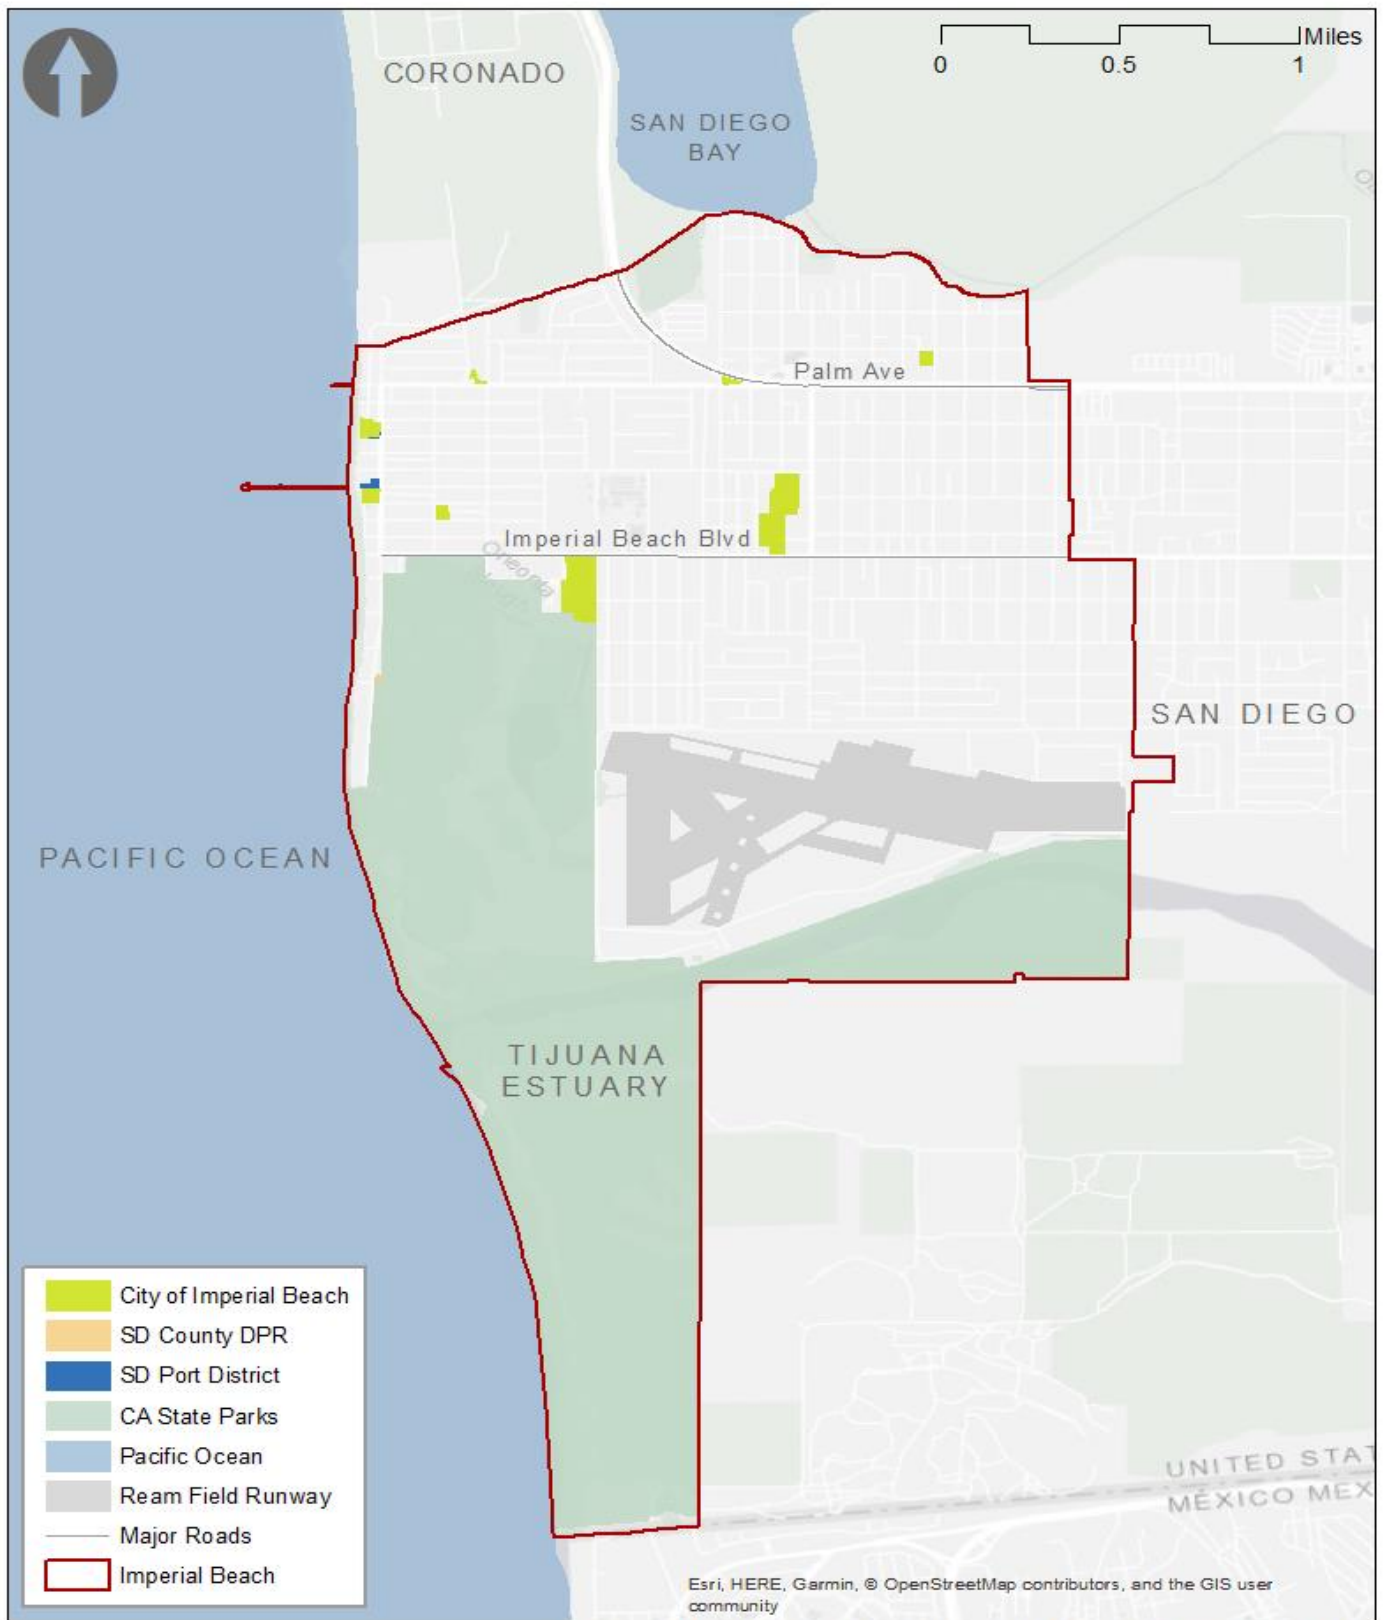 CORONADO
Miles
0 0.5 1
SAN DIEGO
BAY
Palm Ave
Imperial Beach Blvd
Oneonta
SAN DIEGO
PACIFIC OCEAN
TIJUANA
ESTUARY
City of Imperial Beach
SD County DPR
SD Port District
CA State Parks
Pacific Ocean
Ream Field Runway
Major Roads
Imperial Beach
UNITED STAT
MÉXICO MEX
Esri, HERE, Garmin, © OpenStreetMap contributors, and the GIS user
community